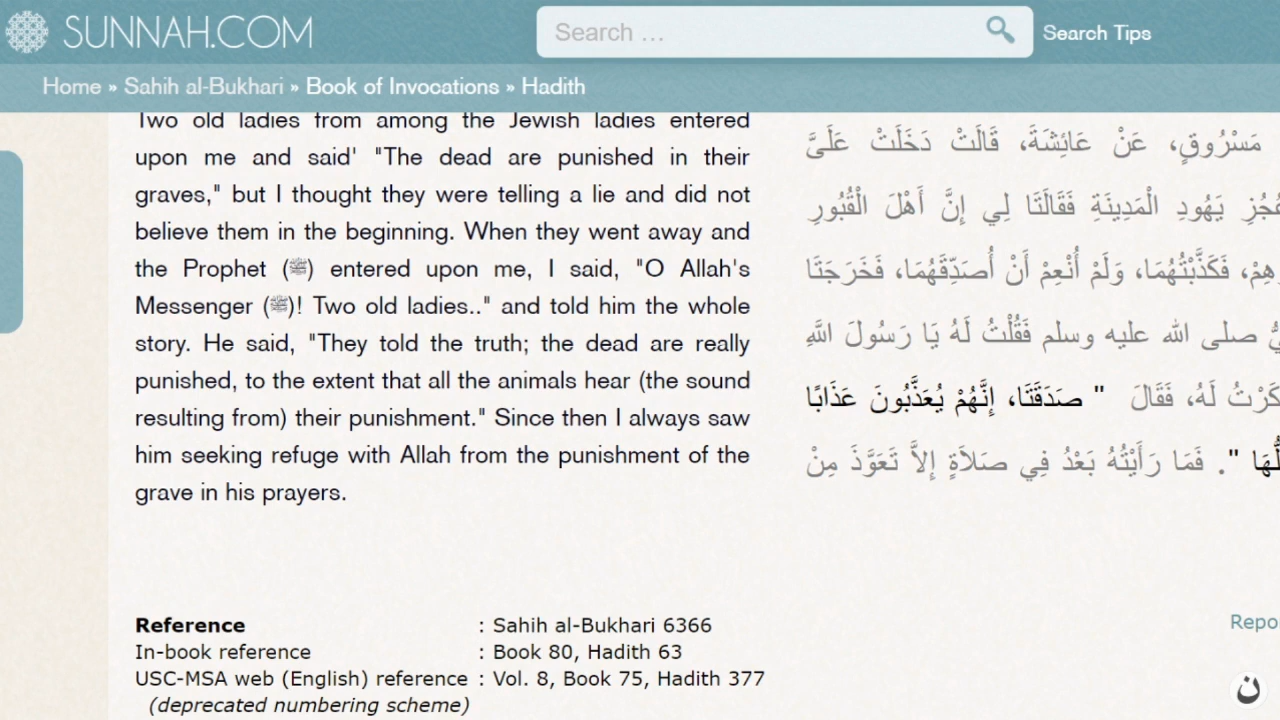 SUNNAH.COM
Search ...
Search Tips
Home » Sahih al-Bukhari » Book of Invocations » Hadith
Two old ladies from among the Jewish ladies entered
upon me and said' "The dead are punished in their
graves," but I thought they were telling a lie and did not
believe them in the beginning. When they went away and
the Prophet (ﷺ) entered upon me, I said, "O Allah's
Messenger (ﷺ)! Two old ladies.." and told him the whole
story. He said, "They told the truth; the dead are really
punished, to the extent that all the animals hear (the sound
resulting from) their punishment." Since then I always saw
him seeking refuge with Allah from the punishment of the
grave in his prayers.
مَسْرُوقٍ، عَنْ عَائِشَةَ، قَالَتْ دَخَلَتْ عَلَىَّ
يَهُودِ الْمَدِينَةِ فَقَالَتَا لِي إِنَّ أَهْلَ الْقُبُورِ
فَكَذَّبْتُهُمَا، وَلَمْ أُنْعِمْ أَنْ أُصَدِّقَهُمَا، فَخَرَجَتَا
صلى الله عليه وسلم فَقُلْتُ لَهُ يَا رَسُولَ اللَّهِ
لَهُ، فَقَالَ ‏"‏ صَدَقَتَا، إِنَّهُمْ يُعَذَّبُونَ عَذَابًا
‏"‏‏.‏ فَمَا رَأَيْتُهُ بَعْدُ فِي صَلاَةٍ إِلاَّ تَعَوَّذَ مِنْ
Reference : Sahih al-Bukhari 6366
In-book reference : Book 80, Hadith 63
USC-MSA web (English) reference : Vol. 8, Book 75, Hadith 377
(deprecated numbering scheme)
Repo
ن